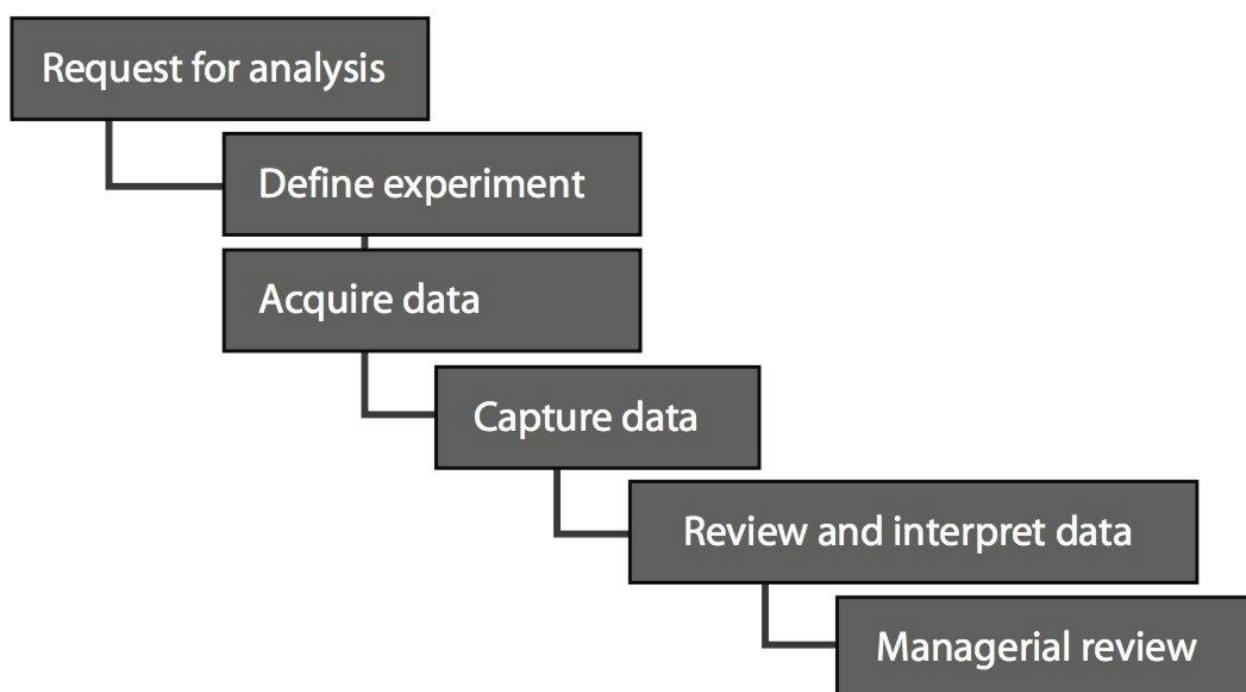 Request for analysis
Define experiment
Acquire data
Capture data
Review and interpret data
Managerial review